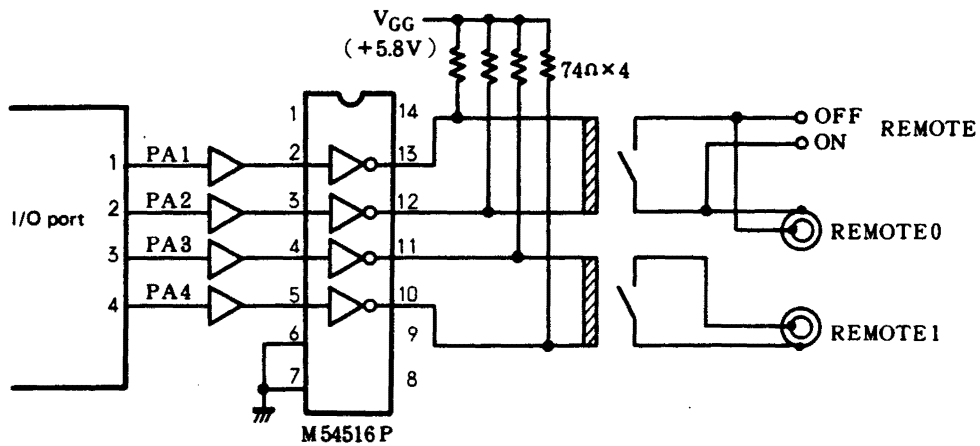 VGG
(+5.8V)
74Ω×4
1
14
OFF
REMOTE
ON
1
PA1
2
13
2
PA2
3
12
I/O port
REMOTE0
3
PA3
4
11
4
PA4
5
10
6
9
REMOTE1
7
8
M54516P